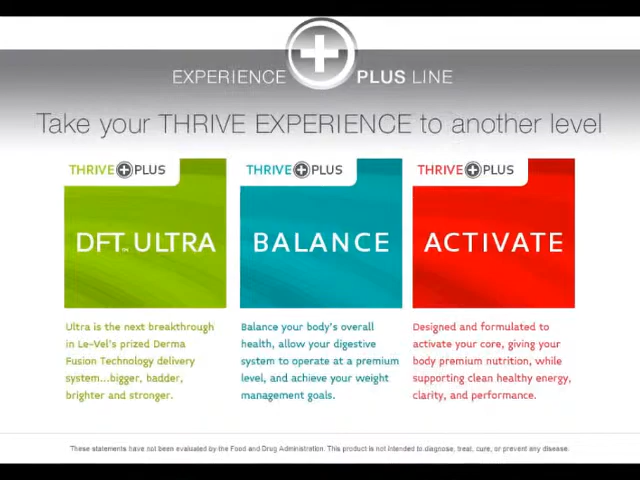 EXPERIENCE PLUS LINE
Take your THRIVE EXPERIENCE to another level
THRIVE PLUS
DFT™ ULTRA
Ultra is the next breakthrough
in Le-Vel's prized Derma
Fusion Technology delivery
system...bigger, badder,
brighter and stronger.
THRIVE PLUS
BALANCE
Balance your body's overall
health, allow your digestive
system to operate at a premium
level, and achieve your weight
management goals.
THRIVE PLUS
ACTIVATE
Designed and formulated to
activate your core, giving your
body premium nutrition, while
supporting clean healthy energy,
clarity, and performance.
These statements have not been evaluated by the Food and Drug Administration. This product is not intended to diagnose, treat, cure, or prevent any disease.